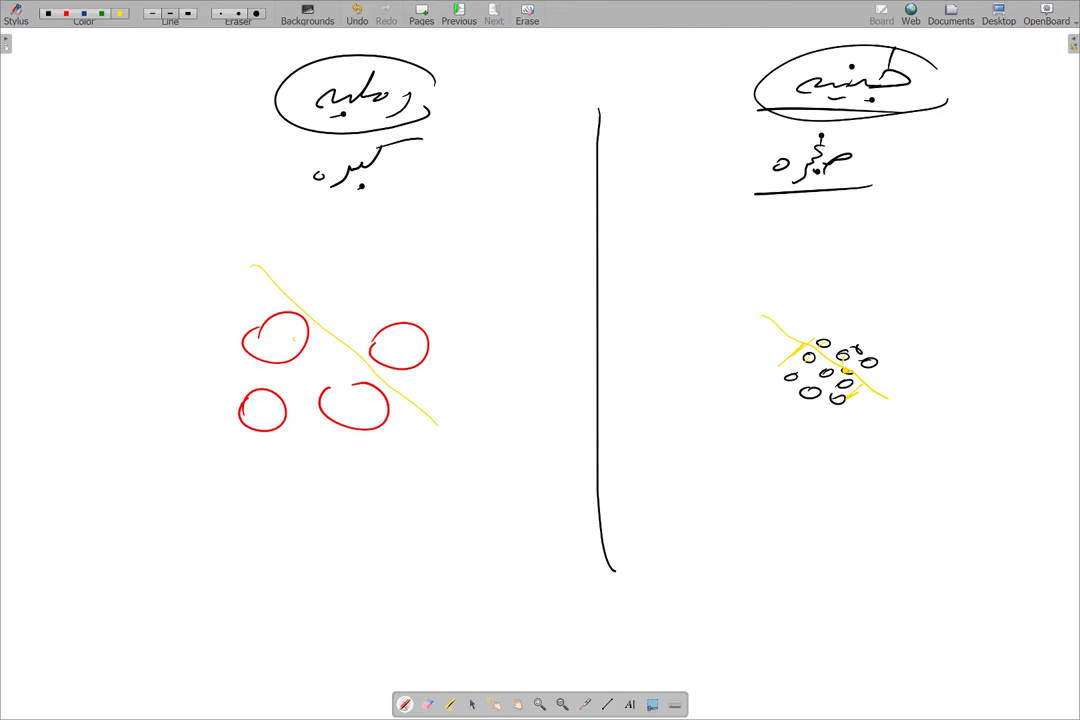 Stylus
Color
Line
Eraser
Backgrounds
Undo
Redo
Pages
Previous
Next
Erase
Board
Web
Documents
Desktop
OpenBoard
طينية
صغيرة
رملية
كبيرة